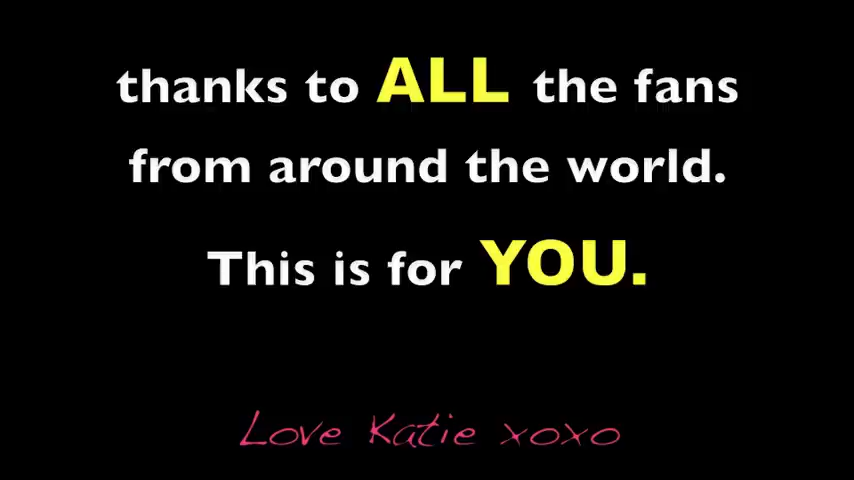 thanks to ALL the fans
from around the world.
This is for YOU.
Love Katie xoxo